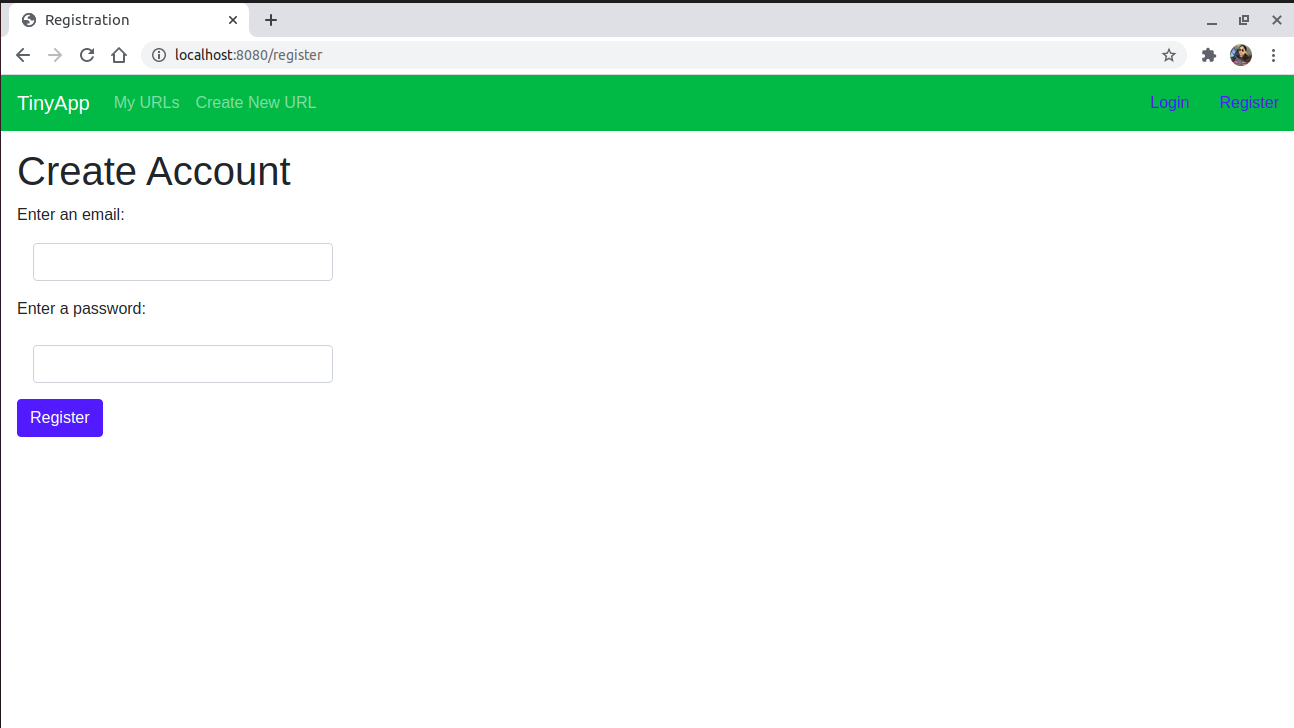 Registration
localhost:8080/register
TinyApp My URLs Create New URL Login Register
Create Account
Enter an email:
Enter a password:
Register